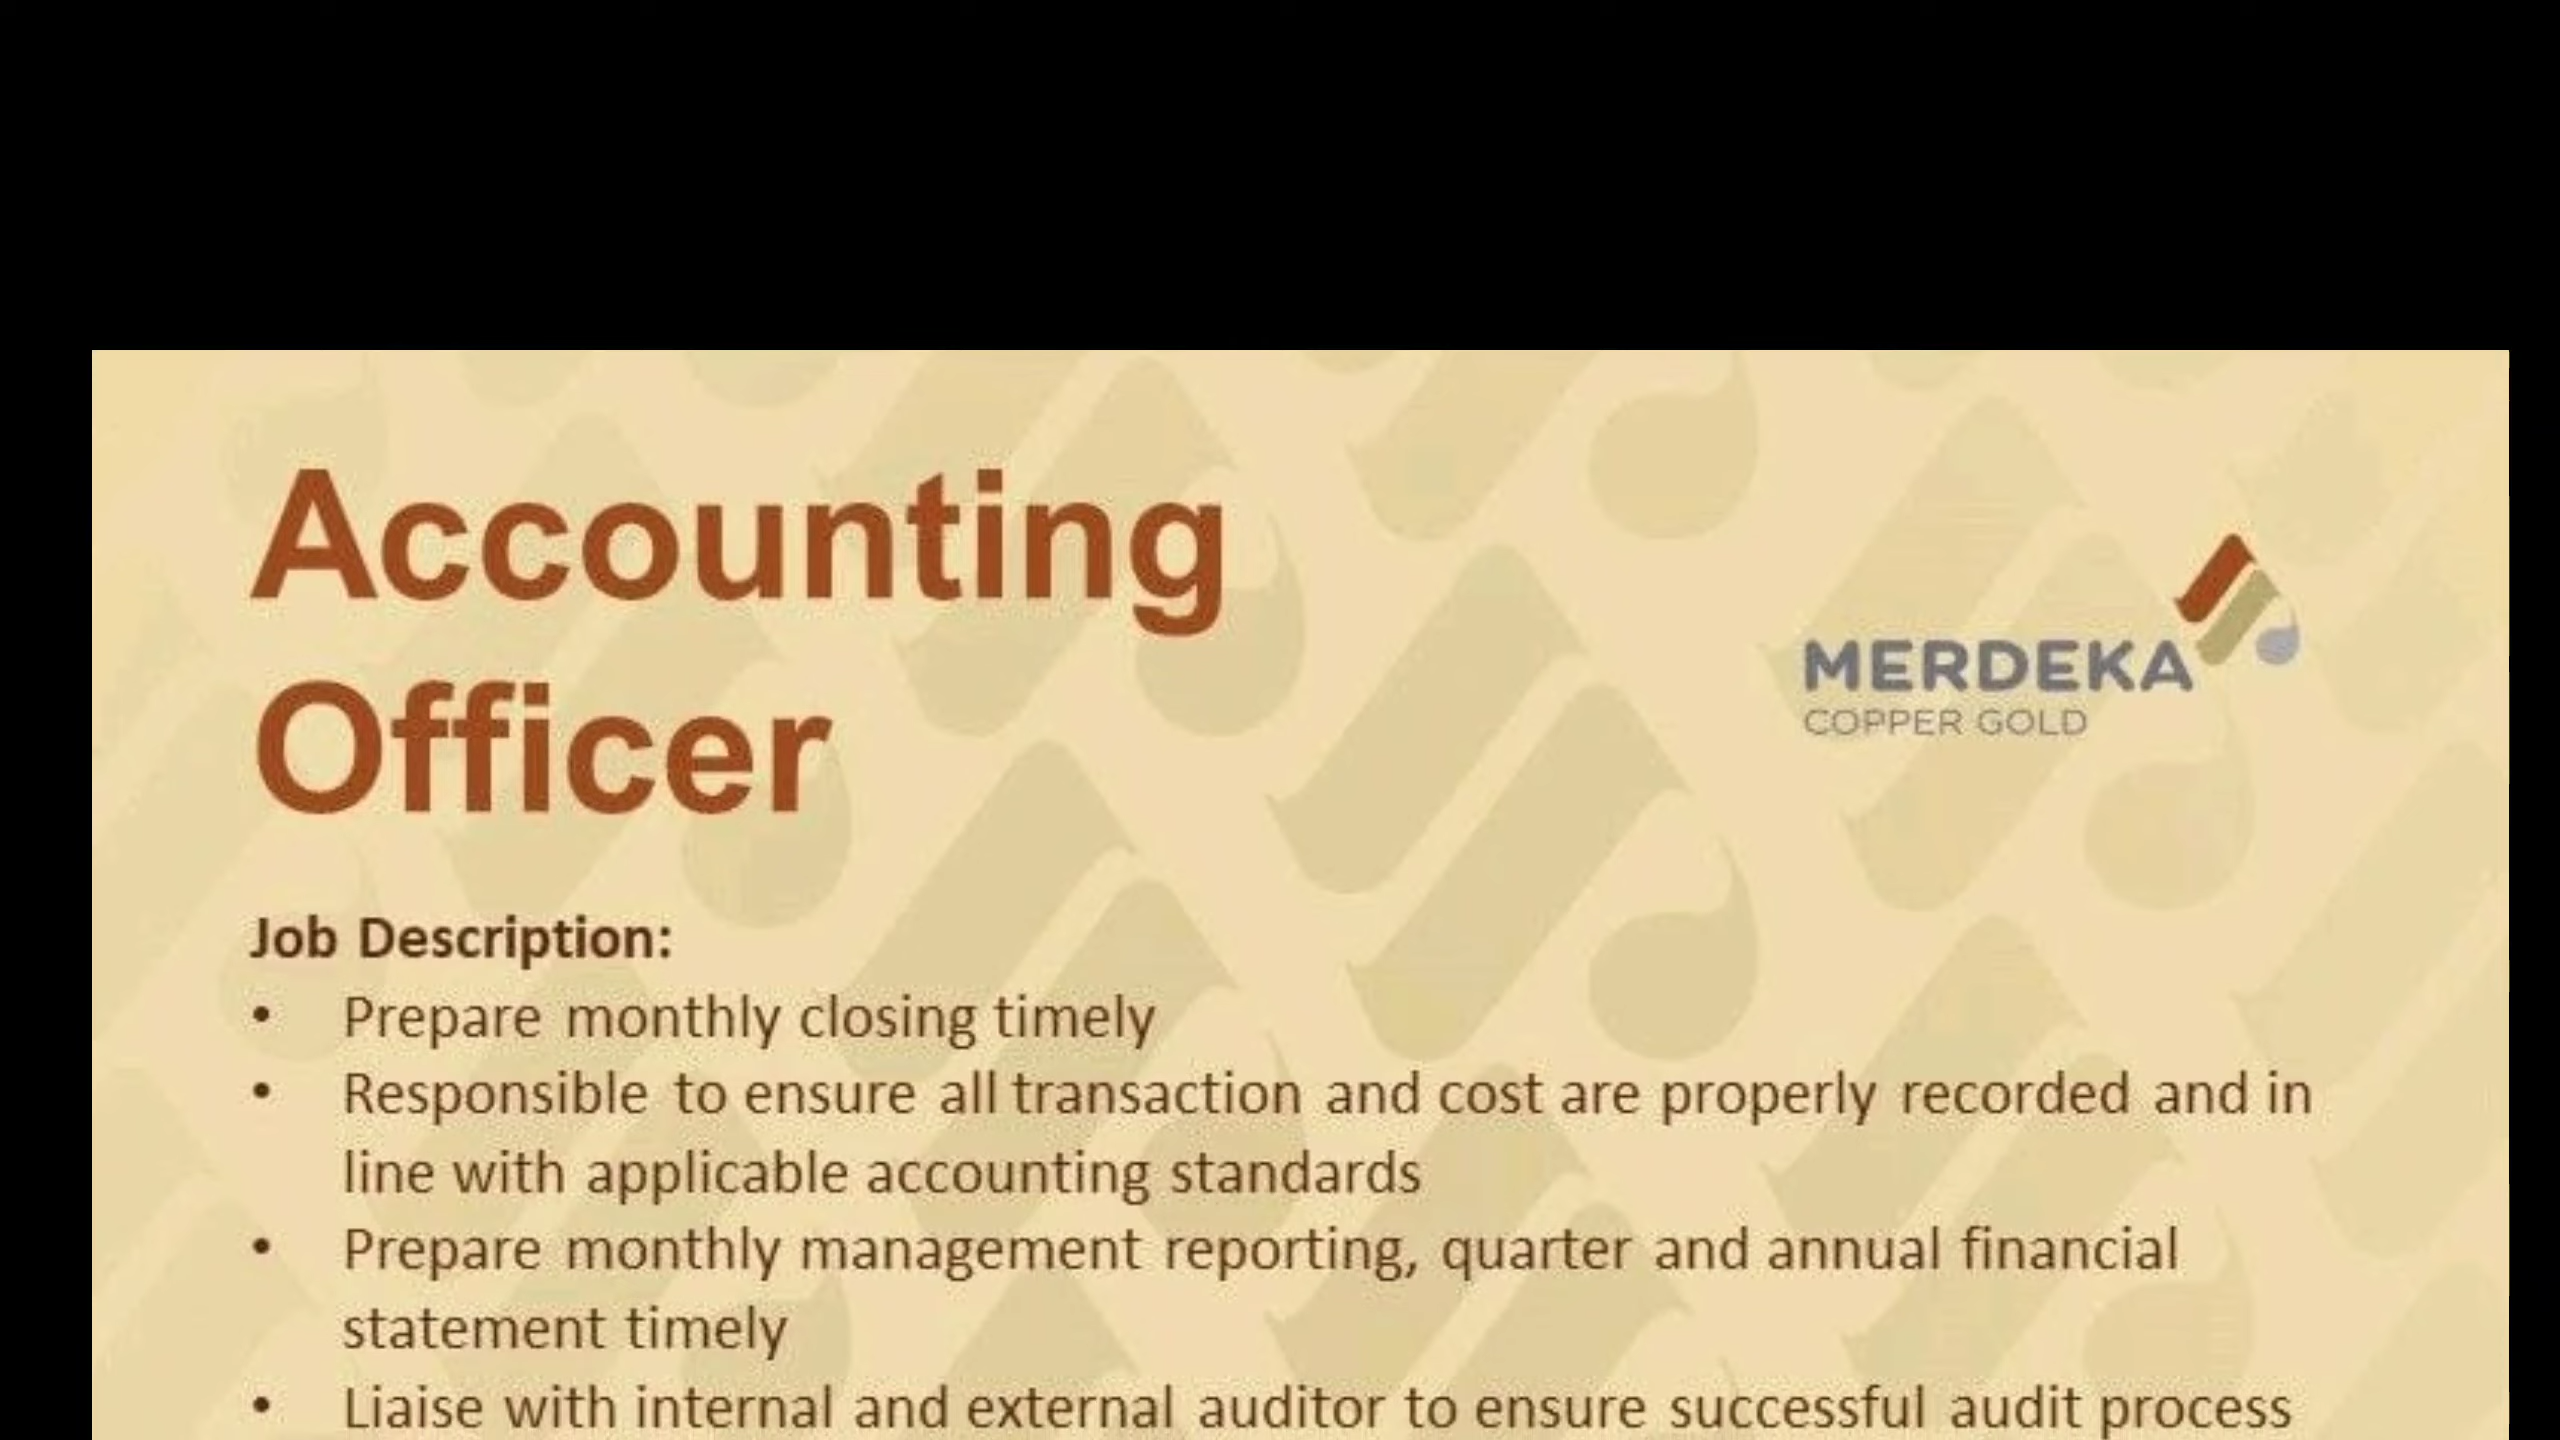 Accounting
Officer
MERDEKA
COPPER GOLD
Job Description:
• Prepare monthly closing timely
• Responsible to ensure all transaction and cost are properly recorded and in
line with applicable accounting standards
• Prepare monthly management reporting, quarter and annual financial
statement timely
• Liaise with internal and external auditor to ensure successful audit process